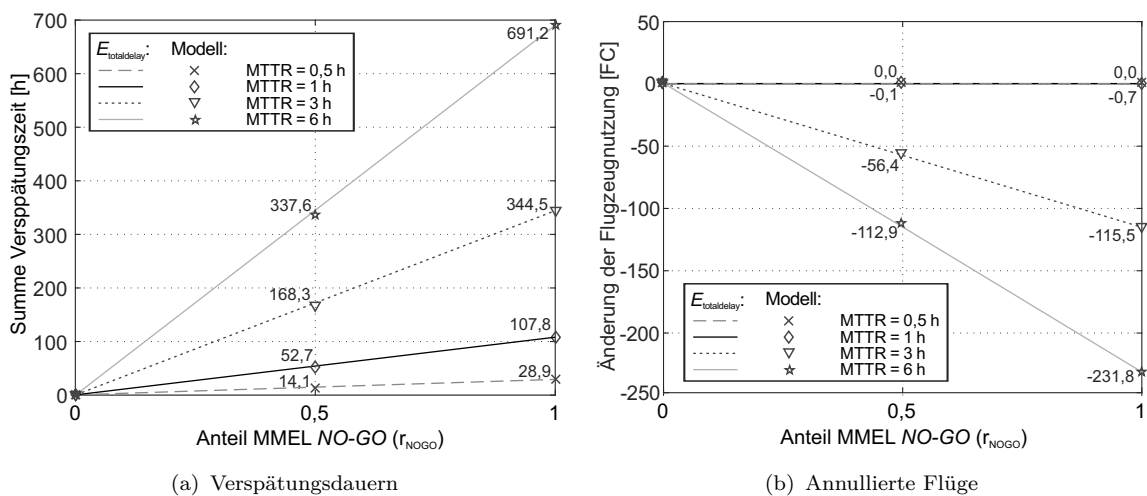 700
600
500
400
300
200
100
0
Summe Versppätungszeit [h]
E_totaldelay: Modell:
MTTR = 0,5 h
MTTR = 1 h
MTTR = 3 h
MTTR = 6 h
691,2
337,6
344,5
168,3
107,8
52,7
28,9
14,1
0 0,5 1
Anteil MMEL NO-GO (r_NOGO)
(a) Verspätungsdauern
50
0
-50
-100
-150
-200
-250
Änderung der Flugzeugnutzung [FC]
0,0 0,0
-0,1 -0,7
-56,4
-112,9
-115,5
-231,8
E_totaldelay: Modell:
MTTR = 0,5 h
MTTR = 1 h
MTTR = 3 h
MTTR = 6 h
0 0,5 1
Anteil MMEL NO-GO (r_NOGO)
(b) Annullierte Flüge